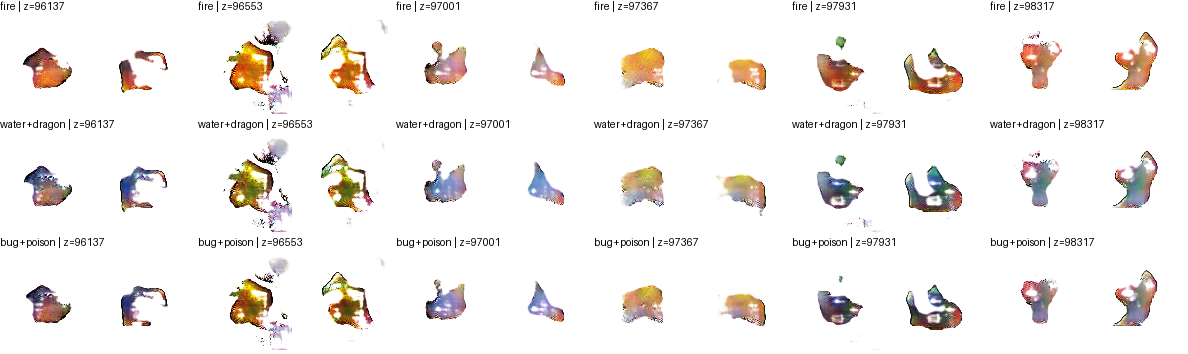 fire | z=96137
fire | z=96553
fire | z=97001
fire | z=97367
fire | z=97931
fire | z=98317
water+dragon | z=96137
water+dragon | z=96553
water+dragon | z=97001
water+dragon | z=97367
water+dragon | z=97931
water+dragon | z=98317
bug+poison | z=96137
bug+poison | z=96553
bug+poison | z=97001
bug+poison | z=97367
bug+poison | z=97931
bug+poison | z=98317